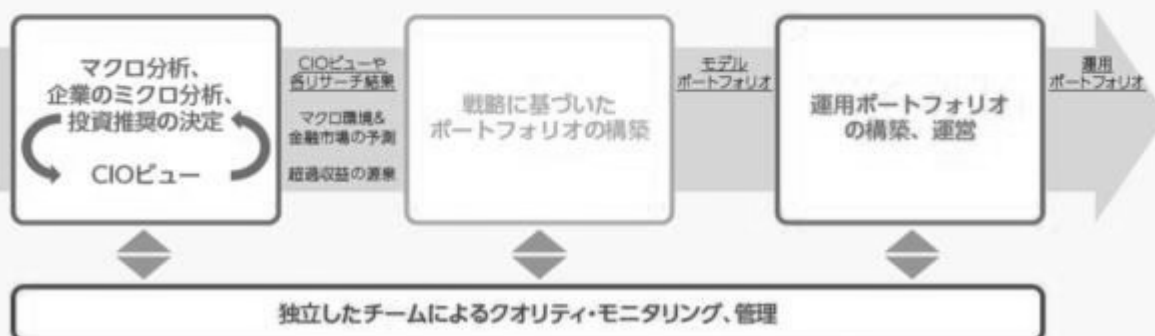 マクロ分析、
企業のミクロ分析、
投資推奨の決定
CIOビュー
CIOビューや
各リサーチ結果
マクロ環境&
金融市場の予測
超過収益の源泉
戦略に基づいた
ポートフォリオの構築
モデル
ポートフォリオ
運用ポートフォリオ
の構築、運営
運用
ポートフォリオ
独立したチームによるクオリティ・モニタリング、管理